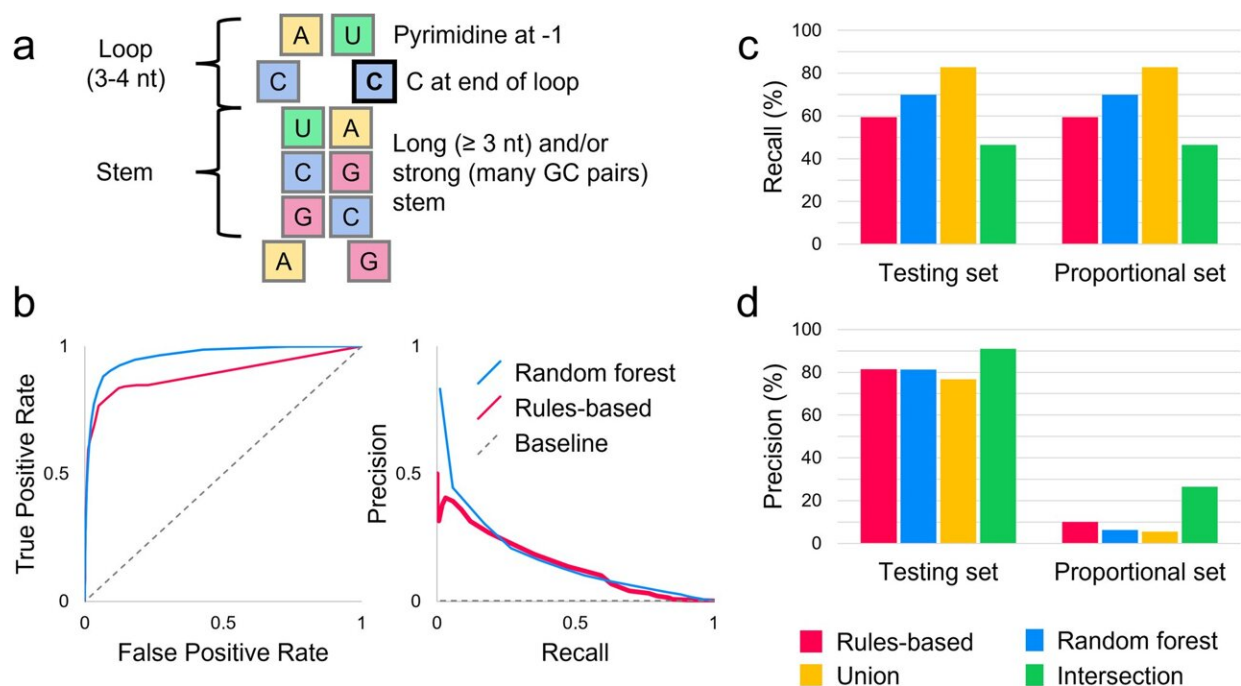 a
Loop
(3-4 nt)
A U
Pyrimidine at -1
C C
C at end of loop
Stem
U A
C G
G C
Long (≥ 3 nt) and/or
strong (many GC pairs)
stem
A G
b
True Positive Rate
1
0.5
0
0 0.5 1
False Positive Rate
Precision
1
0.5
0
0 0.5 1
Recall
Random forest
Rules-based
Baseline
c
Recall (%)
100
80
60
40
20
0
Testing set Proportional set
d
Precision (%)
100
80
60
40
20
0
Testing set Proportional set
Rules-based Random forest
Union Intersection